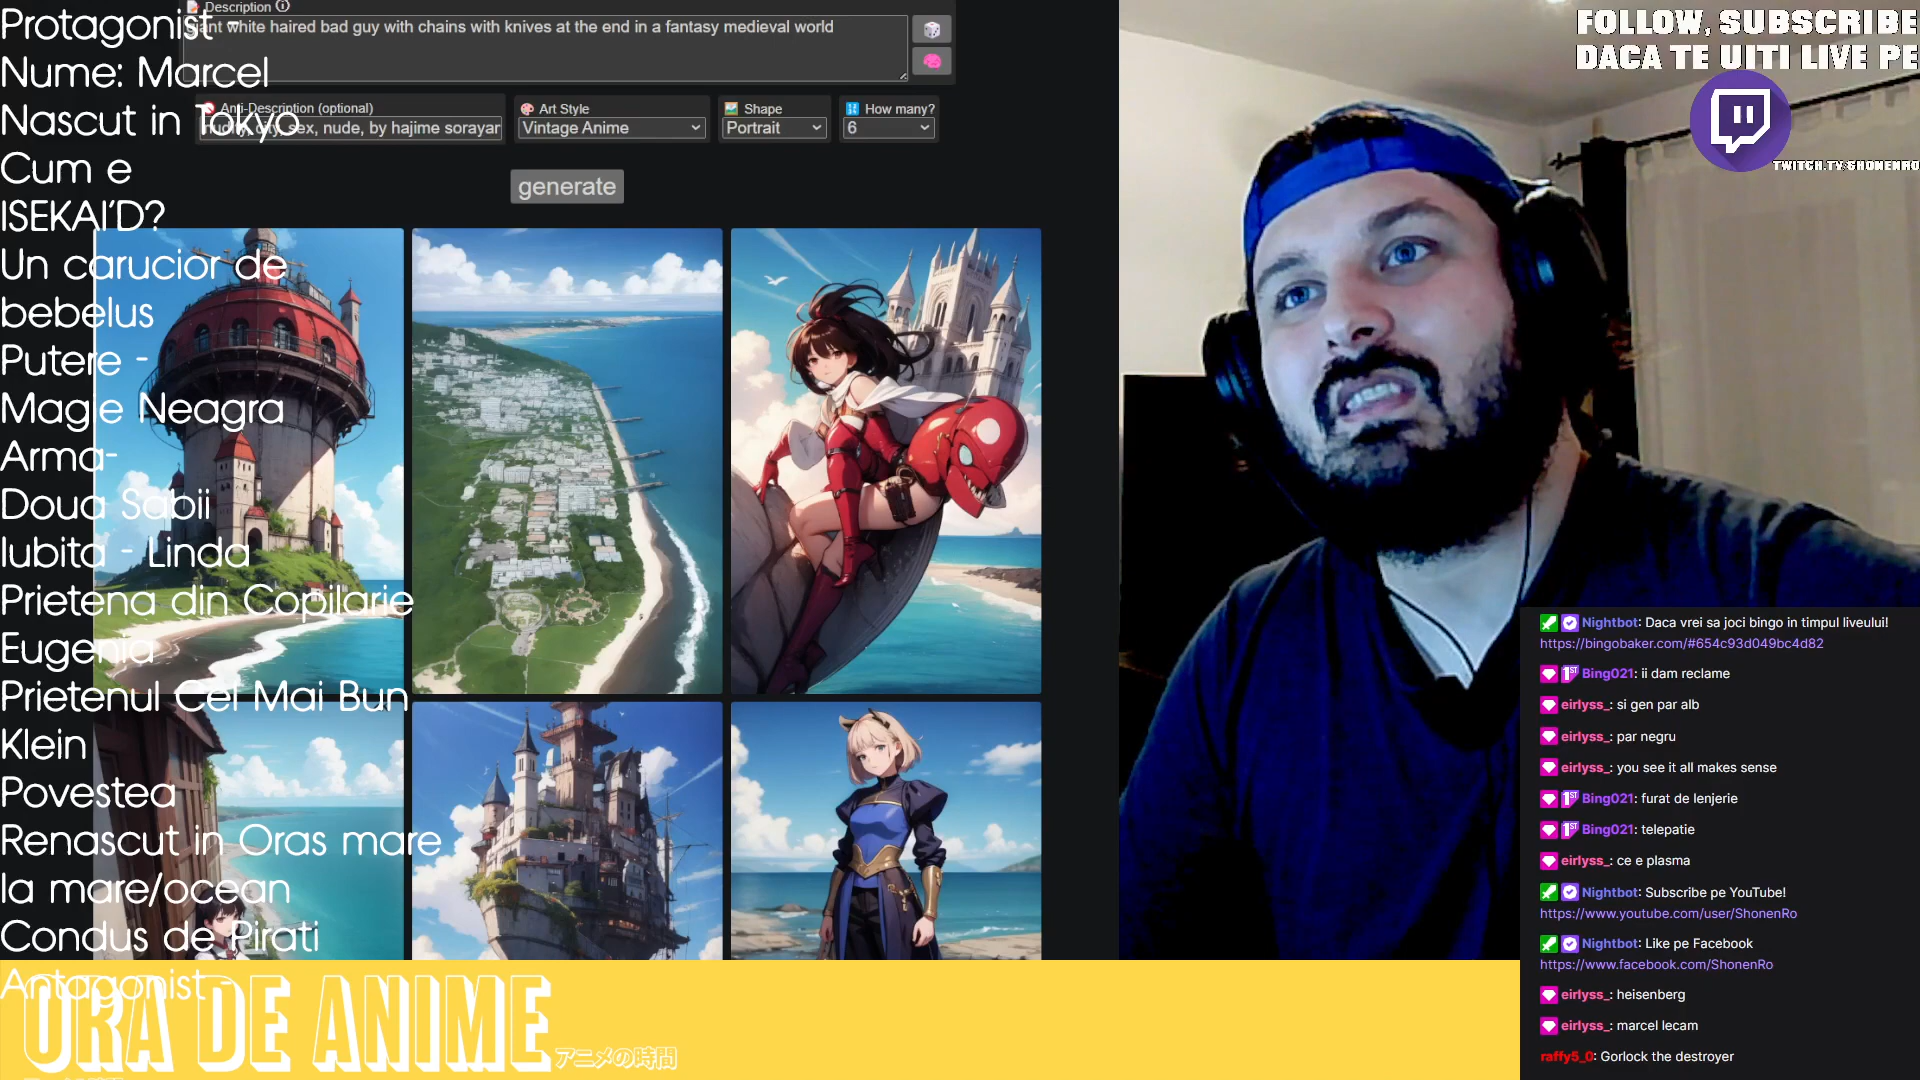 Protagonist -
Nume: Marcel
Nascut in Tokyo
Cum e
ISEKAI'D?
Un carucior de
bebelus
Putere -
Magie Neagra
Arma-
Doua Sabii
Iubita - Linda
Prietena din Copilarie
Eugenia
Prietenul Cel Mai Bun
Klein
Povestea
Renascut in Oras mare
la mare/ocean
Condus de Pirati
Antagonist -
Description
giant white haired bad guy with chains with knives at the end in a fantasy medieval world
Anti-Description (optional)
nudity, city, sex, nude, by hajime sorayar
Art Style
Vintage Anime
Shape
Portrait
How many?
6
generate
FOLLOW, SUBSCRIBE
DACA TE UITI LIVE PE
TWITCH.TV/SHONENRO
Nightbot: Daca vrei sa joci bingo in timpul liveului!
https://bingobaker.com/#654c93d049bc4d82
Bing021: ii dam reclame
eirlyss_: si gen par alb
eirlyss_: par negru
eirlyss_: you see it all makes sense
Bing021: furat de lenjerie
Bing021: telepatie
eirlyss_: ce e plasma
Nightbot: Subscribe pe YouTube!
https://www.youtube.com/user/ShonenRo
Nightbot: Like pe Facebook
https://www.facebook.com/ShonenRo
eirlyss_: heisenberg
eirlyss_: marcel lecam
raffy5_0: Gorlock the destroyer
ORA DE ANIME
アニメの時間